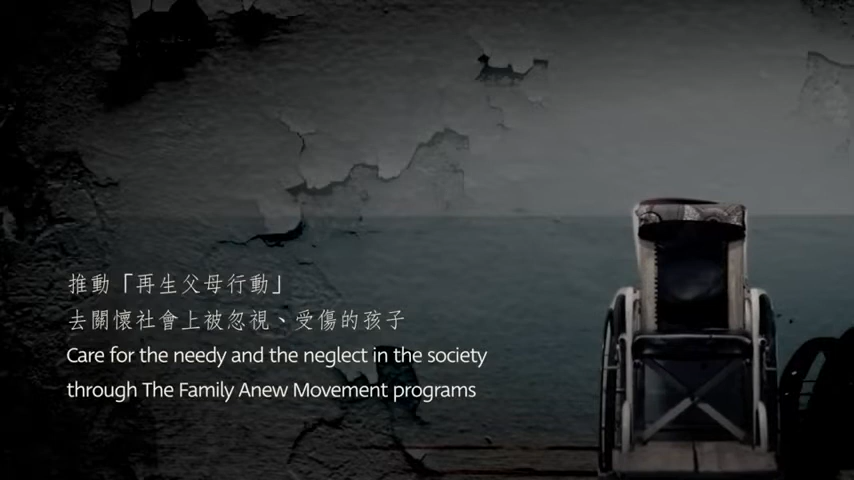 推動「再生父母行動」
去關懷社會上被忽視、受傷的孩子
Care for the needy and the neglect in the society
through The Family Anew Movement programs